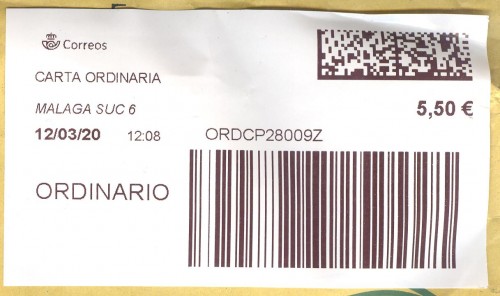 Correos
CARTA ORDINARIA
MALAGA SUC 6
5,50 €
12/03/20 12:08 ORDCP28009Z
ORDINARIO